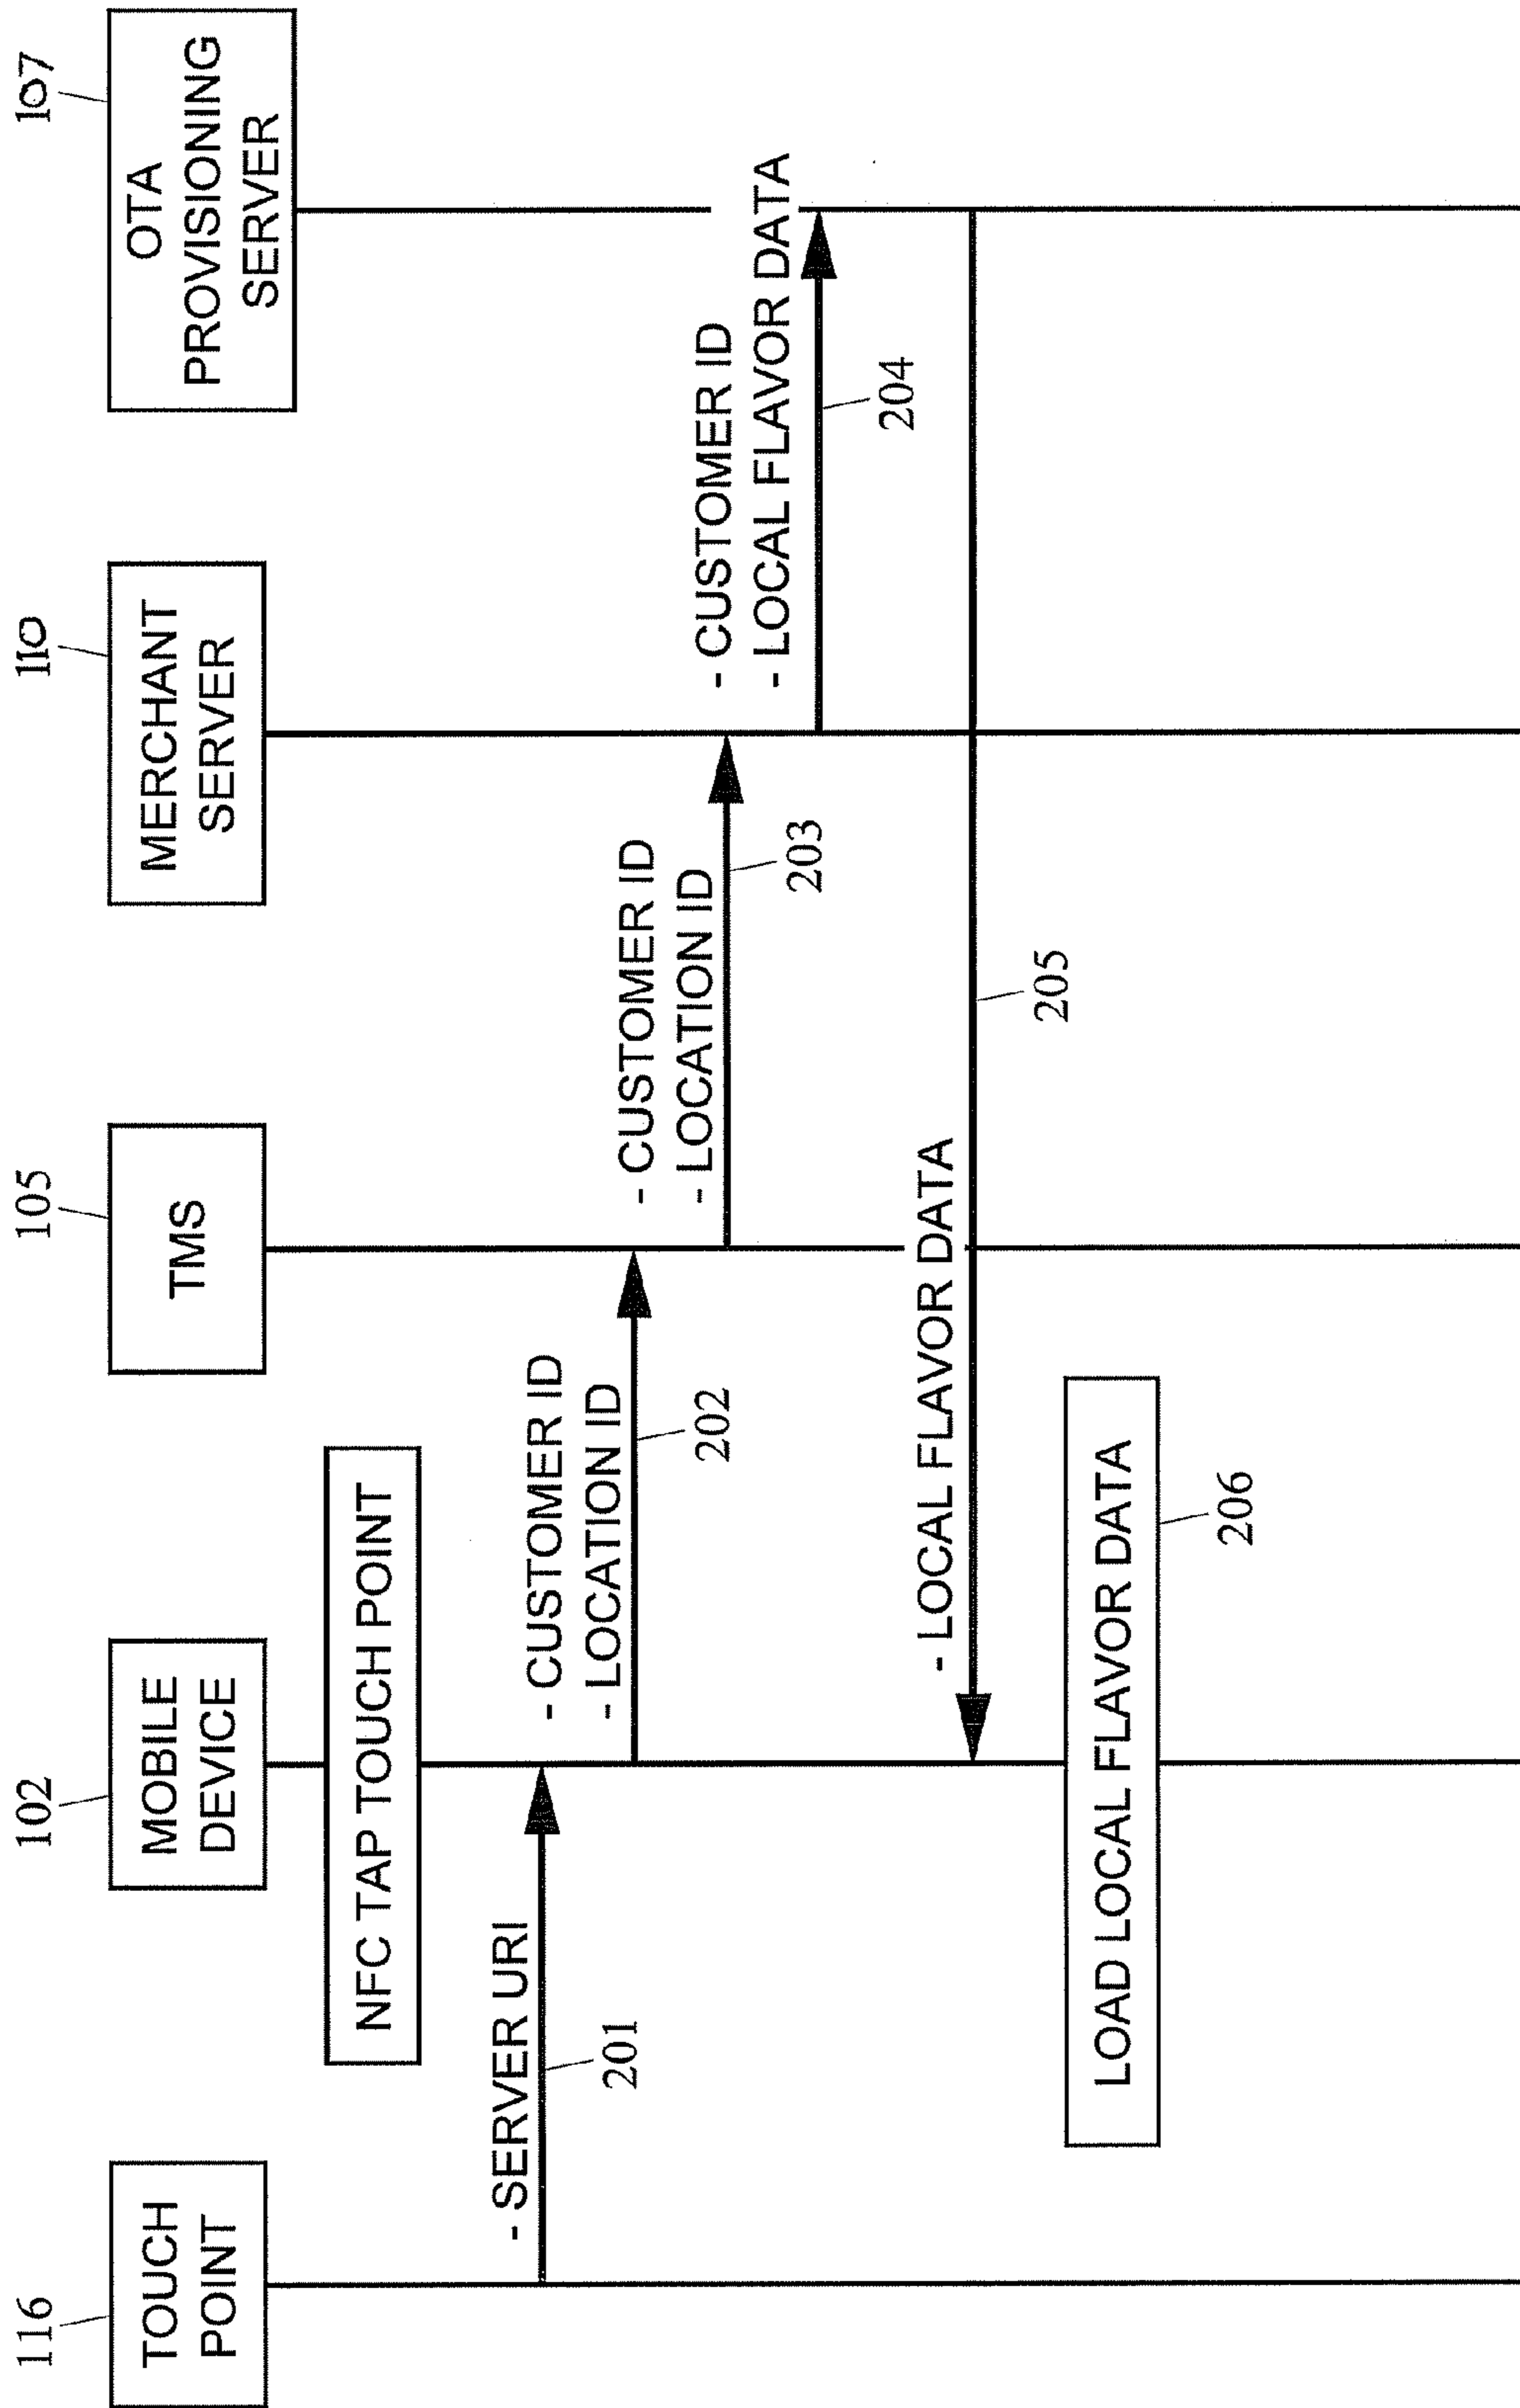 116
TOUCH
POINT
102
MOBILE
DEVICE
105
TMS
110
MERCHANT
SERVER
107
OTA
PROVISIONING
SERVER
NFC TAP TOUCH POINT
- SERVER URI
201
- CUSTOMER ID
- LOCATION ID
202
- CUSTOMER ID
- LOCATION ID
203
- CUSTOMER ID
- LOCAL FLAVOR DATA
204
- LOCAL FLAVOR DATA
205
LOAD LOCAL FLAVOR DATA
206